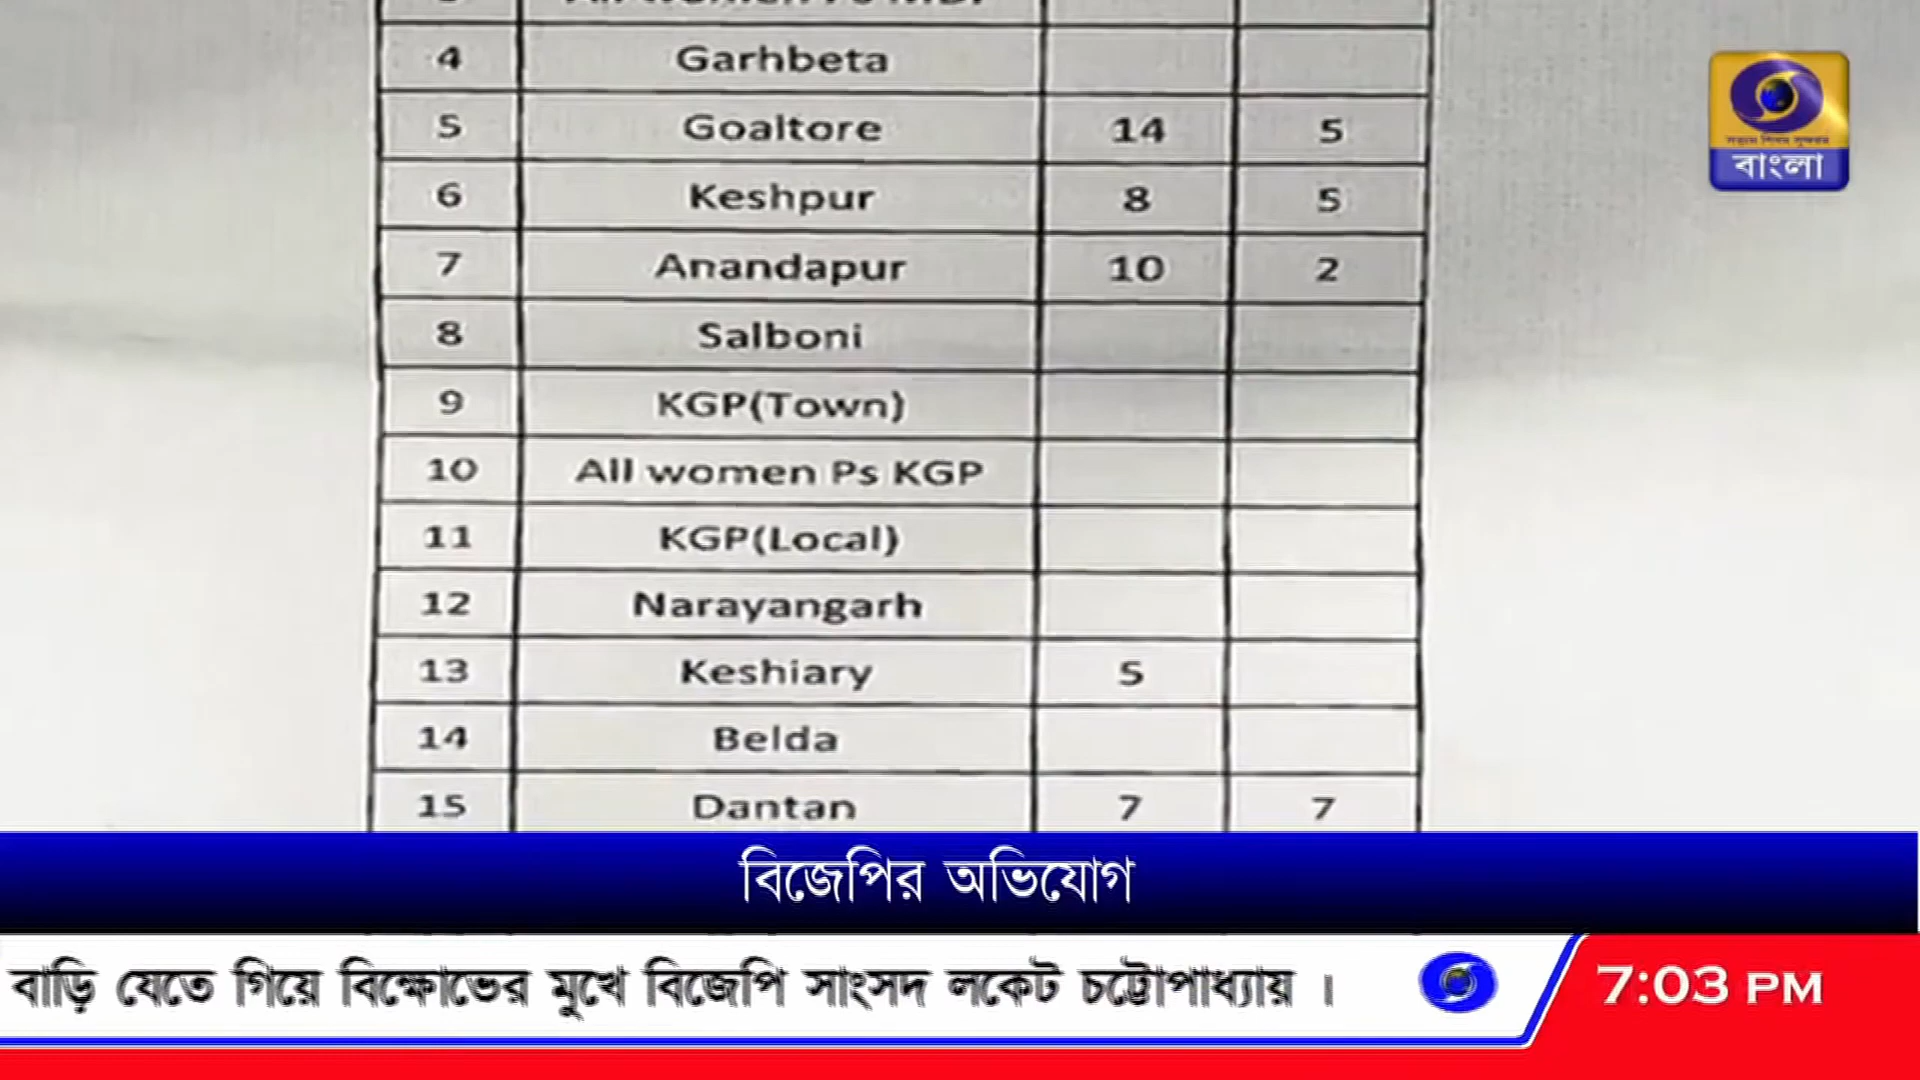 4 Garhbeta
5 Goaltore 14 5
6 Keshpur 8 5
7 Anandapur 10 2
8 Salboni
9 KGP(Town)
10 All women Ps KGP
11 KGP(Local)
12 Narayangarh
13 Keshiary 5
14 Belda
15 Dantan 7 7
বাংলা
বিজেপির অভিযোগ
বাড়ি যেতে গিয়ে বিক্ষোভের মুখে বিজেপি সাংসদ লকেট চট্টোপাধ্যায় ।
7:03 PM